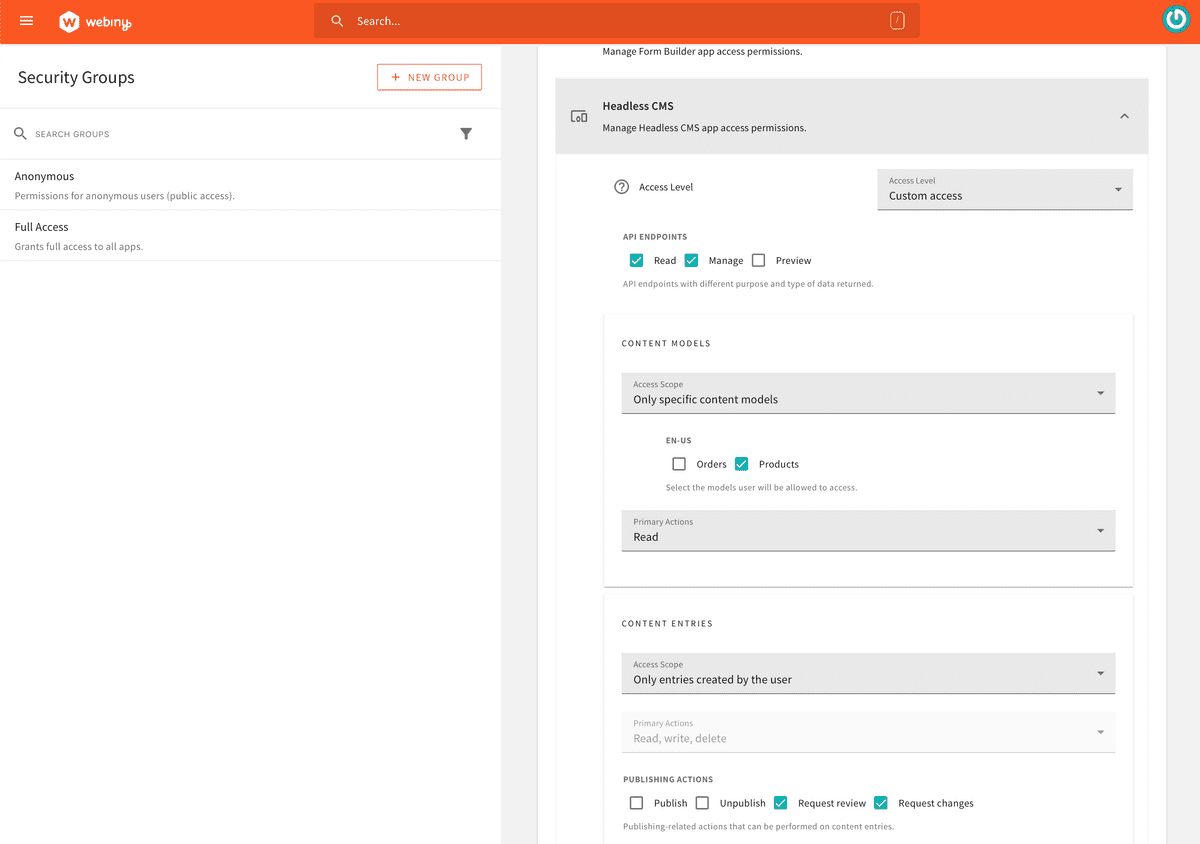 webiny
Search...
/
Security Groups
+ NEW GROUP
SEARCH GROUPS
Anonymous
Permissions for anonymous users (public access).
Full Access
Grants full access to all apps.
Manage Form Builder app access permissions.
Headless CMS
Manage Headless CMS app access permissions.
Access Level
Access Level
Custom access
API ENDPOINTS
Read Manage Preview
API endpoints with different purpose and type of data returned.
CONTENT MODELS
Access Scope
Only specific content models
EN-US
Orders Products
Select the models user will be allowed to access.
Primary Actions
Read
CONTENT ENTRIES
Access Scope
Only entries created by the user
Primary Actions
Read, write, delete
PUBLISHING ACTIONS
Publish Unpublish Request review Request changes
Publishing-related actions that can be performed on content entries.